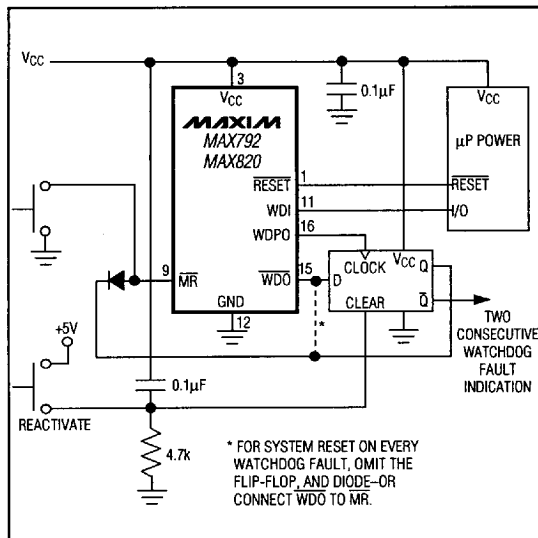 VCC
3
VCC
0.1µF
VCC
MAXIM
MAX792
MAX820
µP POWER
RESET
1
RESET
WDI
11
I/O
WDPO
16
9
MR
WDO
15
D
CLOCK
VCC
Q
CLEAR
Q
GND
12
*
TWO
CONSECUTIVE
WATCHDOG
FAULT
INDICATION
+5V
0.1µF
REACTIVATE
4.7k
* FOR SYSTEM RESET ON EVERY
WATCHDOG FAULT, OMIT THE
FLIP-FLOP, AND DIODE–OR
CONNECT WDO TO MR.